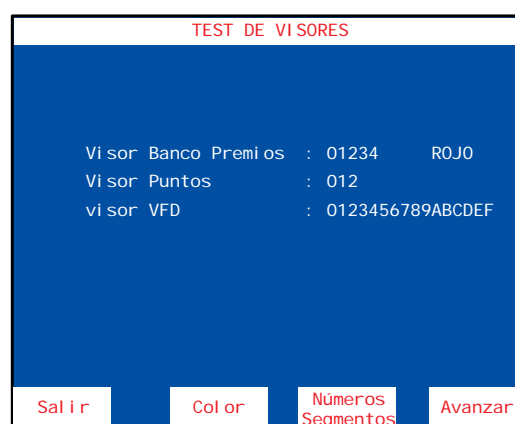 TEST DE VISORES
Visor Banco Premios : 01234 ROJO
Visor Puntos : 012
visor VFD : 0123456789ABCDEF
Salir Color Números Segmentos Avanzar